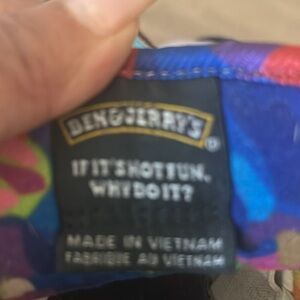 BEN&JERRY'S
IF IT'S NOT FUN,
WHY DO IT?
MADE IN VIETNAM
FABRIQUE AU VIETNAM